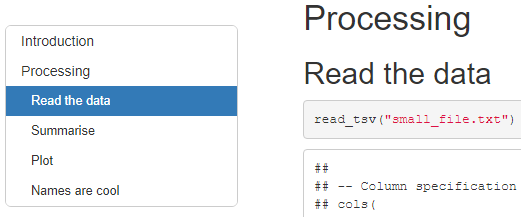 Introduction
Processing
Read the data
Summarise
Plot
Names are cool
Processing
Read the data
read_tsv("small_file.txt")
##
## -- Column specification
## cols(